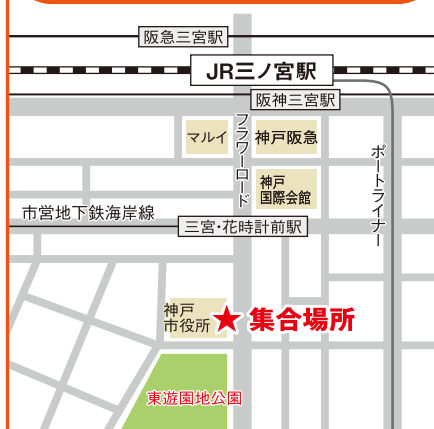 阪急三宮駅
JR三ノ宮駅
阪神三宮駅
マルイ
フラワーロード
神戸阪急
ポートライナー
神戸
国際会館
市営地下鉄海岸線
三宮・花時計前駅
神戸
市役所
★集合場所
東遊園地公園